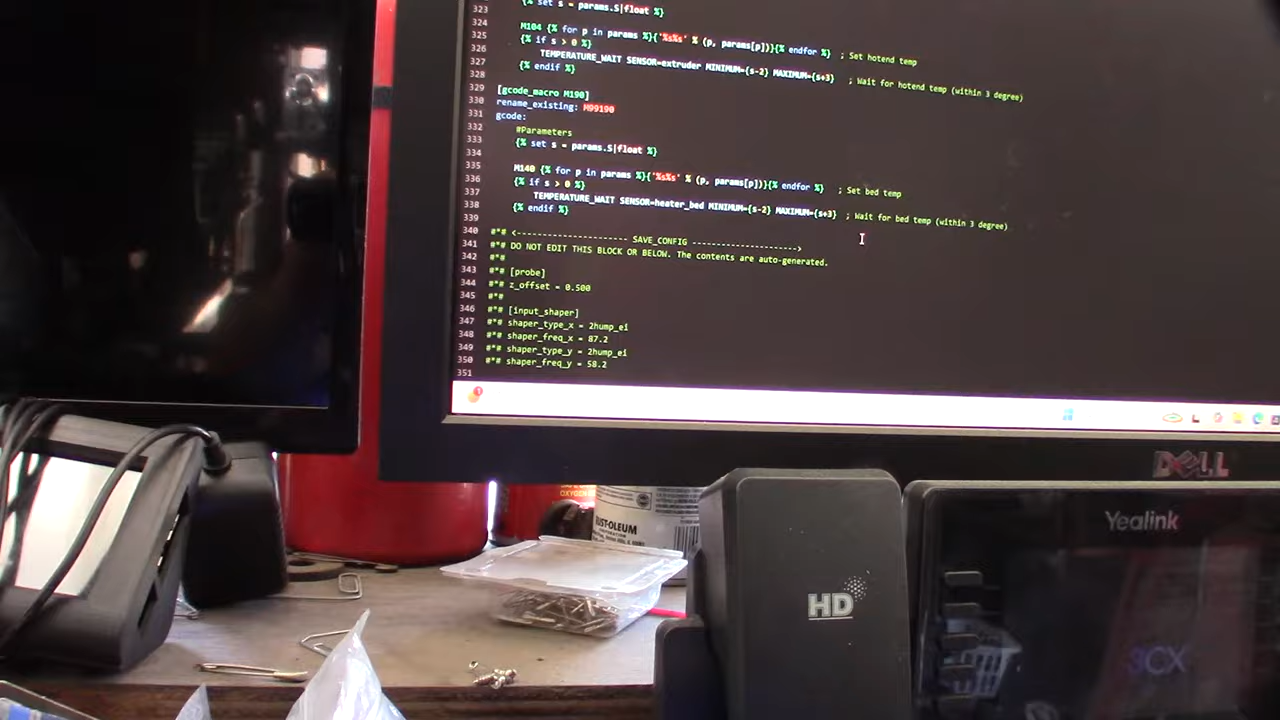 323 {% set s = params.S|float %}
324
325 M104 {% for p in params %}{'%s%s' % (p, params[p])}{% endfor %} ; Set hotend temp
326 {% if s > 0 %}
327 TEMPERATURE_WAIT SENSOR=extruder MINIMUM={s-2} MAXIMUM={s+3} ; Wait for hotend temp (within 3 degree)
328 {% endif %}
329 [gcode_macro M190]
330 rename_existing: M99190
331 gcode:
332 #Parameters
333 {% set s = params.S|float %}
334
335 M140 {% for p in params %}{'%s%s' % (p, params[p])}{% endfor %} ; Set bed temp
336 {% if s > 0 %}
337 TEMPERATURE_WAIT SENSOR=heater_bed MINIMUM={s-2} MAXIMUM={s+3} ; Wait for bed temp (within 3 degree)
338 {% endif %}
339
340 #*# <---------------------- SAVE_CONFIG ---------------------->
341 #*# DO NOT EDIT THIS BLOCK OR BELOW. The contents are auto-generated.
342 #*#
343 #*# [probe]
344 #*# z_offset = 0.500
345 #*#
346 #*# [input_shaper]
347 #*# shaper_type_x = 2hump_ei
348 #*# shaper_freq_x = 87.2
349 #*# shaper_type_y = 2hump_ei
350 #*# shaper_freq_y = 58.2
351
DELL
RUST-OLEUM
CORPORATION
Yealink
HD
3CX